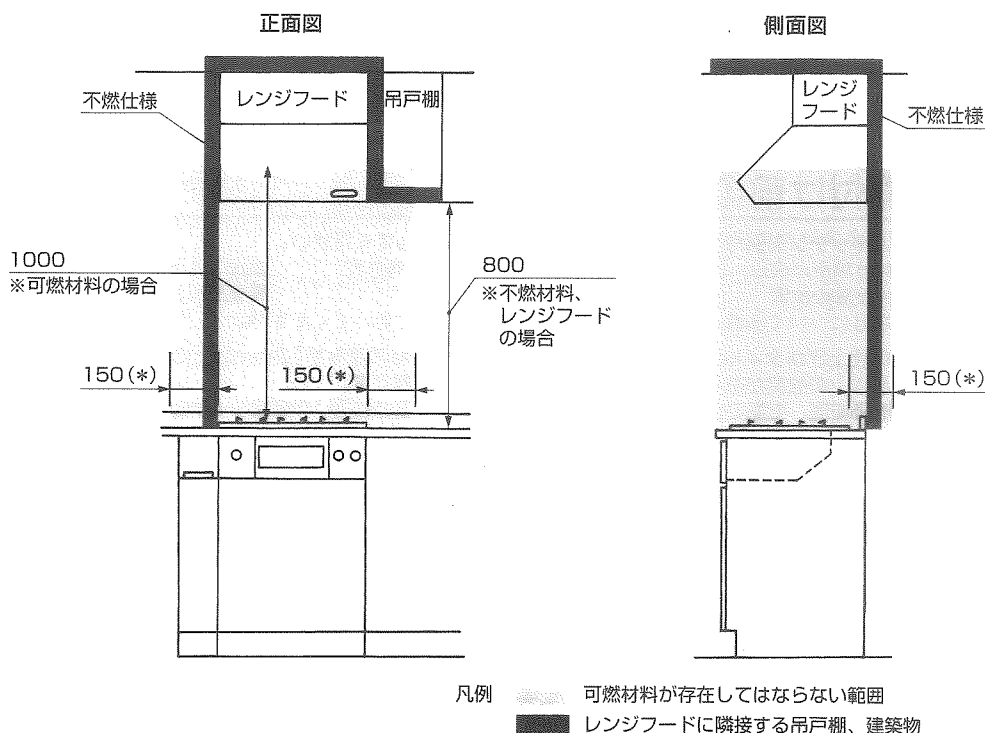 正面図
側面図
レンジフード
吊戸棚
不燃仕様
レンジ
フード
不燃仕様
1000
※可燃材料の場合
800
※不燃材料、
レンジフード
の場合
150(*)
150(*)
150(*)
凡例
可燃材料が存在してはならない範囲
レンジフードに隣接する吊戸棚、建築物